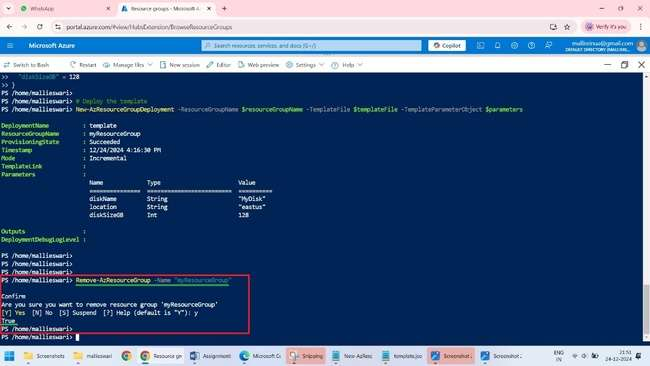 WhatsApp
Resource groups - Microsoft Az
portal.azure.com/#view/HubsExtension/BrowseResourceGroups
Verify it's you
Microsoft Azure
Search resources, services, and docs (G+/)
Copilot
DEFAULT DIRECTORY
Switch to Bash
Restart
Manage files
New session
Editor
Web preview
Settings
Help
>> "diskSizeGB" = 128
>> }
PS /home/mallieswari>
PS /home/mallieswari> # Deploy the template
PS /home/mallieswari> New-AzResourceGroupDeployment -ResourceGroupName $resourceGroupName -TemplateFile $templateFile -TemplateParameterObject $parameters
DeploymentName : template
ResourceGroupName : myResourceGroup
ProvisioningState : Succeeded
Timestamp : 12/24/2024 4:16:30 PM
Mode : Incremental
TemplateLink :
Parameters :
Name Type Value
=============== ========================= ==========
diskName String "MyDisk"
location String "eastus"
diskSizeGB Int 128
Outputs :
DeploymentDebugLogLevel :
PS /home/mallieswari>
PS /home/mallieswari>
PS /home/mallieswari>
PS /home/mallieswari> Remove-AzResourceGroup -Name "myResourceGroup"
Confirm
Are you sure you want to remove resource group 'myResourceGroup'
[Y] Yes [N] No [S] Suspend [?] Help (default is "Y"): y
True
PS /home/mallieswari>
PS /home/mallieswari>
Screenshots
mallieswari
Resource gr
Assignment
Microsoft Co
Snipping
New-AzResc
template.jso
Screenshot
Screenshot
ENG
IN
21:51
24-12-2024